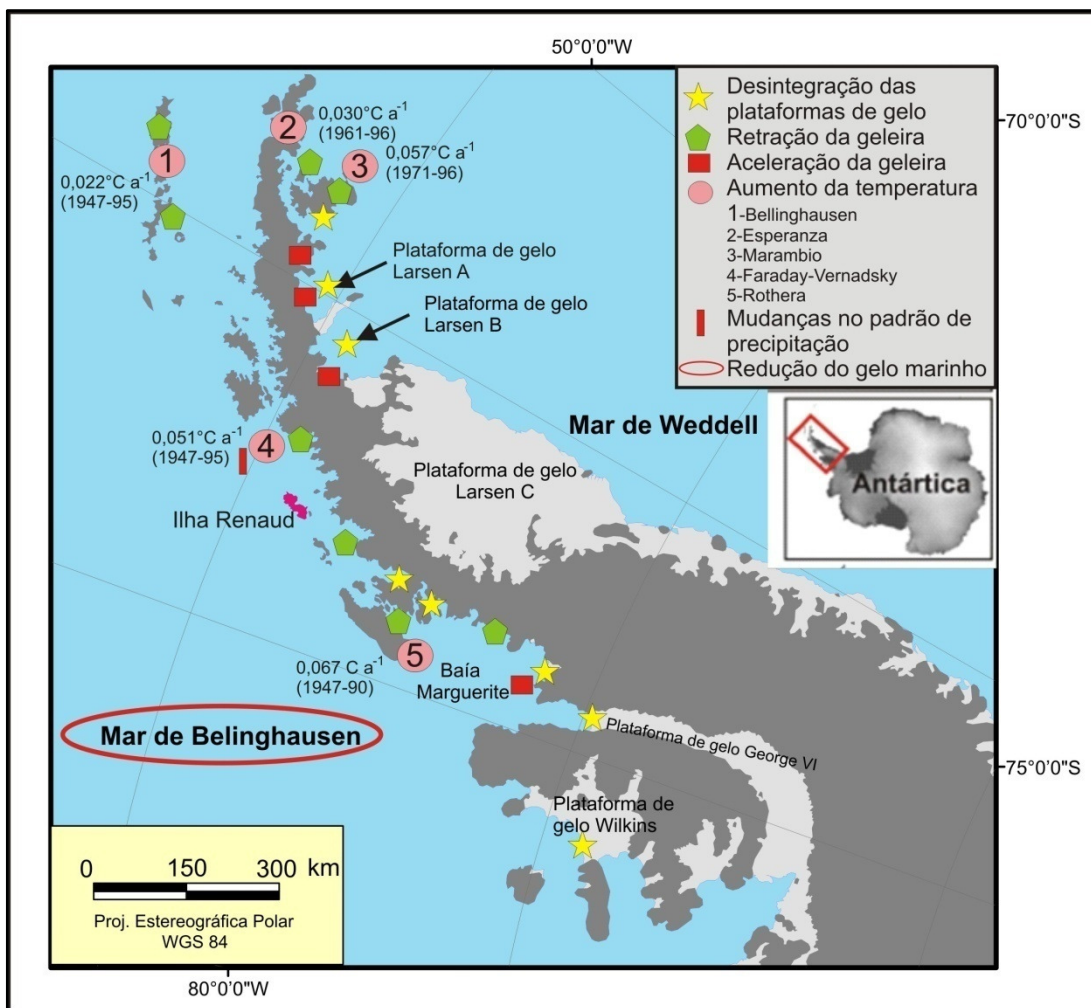 50°0'0"W
70°0'0"S
Desintegração das
plataformas de gelo
Retração da geleira
Aceleração da geleira
Aumento da temperatura
1-Bellinghausen
2-Esperanza
3-Marambio
4-Faraday-Vernadsky
5-Rothera
Mudanças no padrão de
precipitação
Redução do gelo marinho
Antártica
1
0,022°C a⁻¹
(1947-95)
2
0,030°C a⁻¹
(1961-96)
3
0,057°C a⁻¹
(1971-96)
Plataforma de gelo
Larsen A
Plataforma de gelo
Larsen B
Mar de Weddell
Plataforma de gelo
Larsen C
0,051°C a⁻¹
(1947-95)
4
Ilha Renaud
5
0,067 C a⁻¹
(1947-90)
Baía
Marguerite
Mar de Belinghausen
Plataforma de gelo George VI
Plataforma de
gelo Wilkins
75°0'0"S
0 150 300 km
Proj. Estereográfica Polar
WGS 84
80°0'0"W